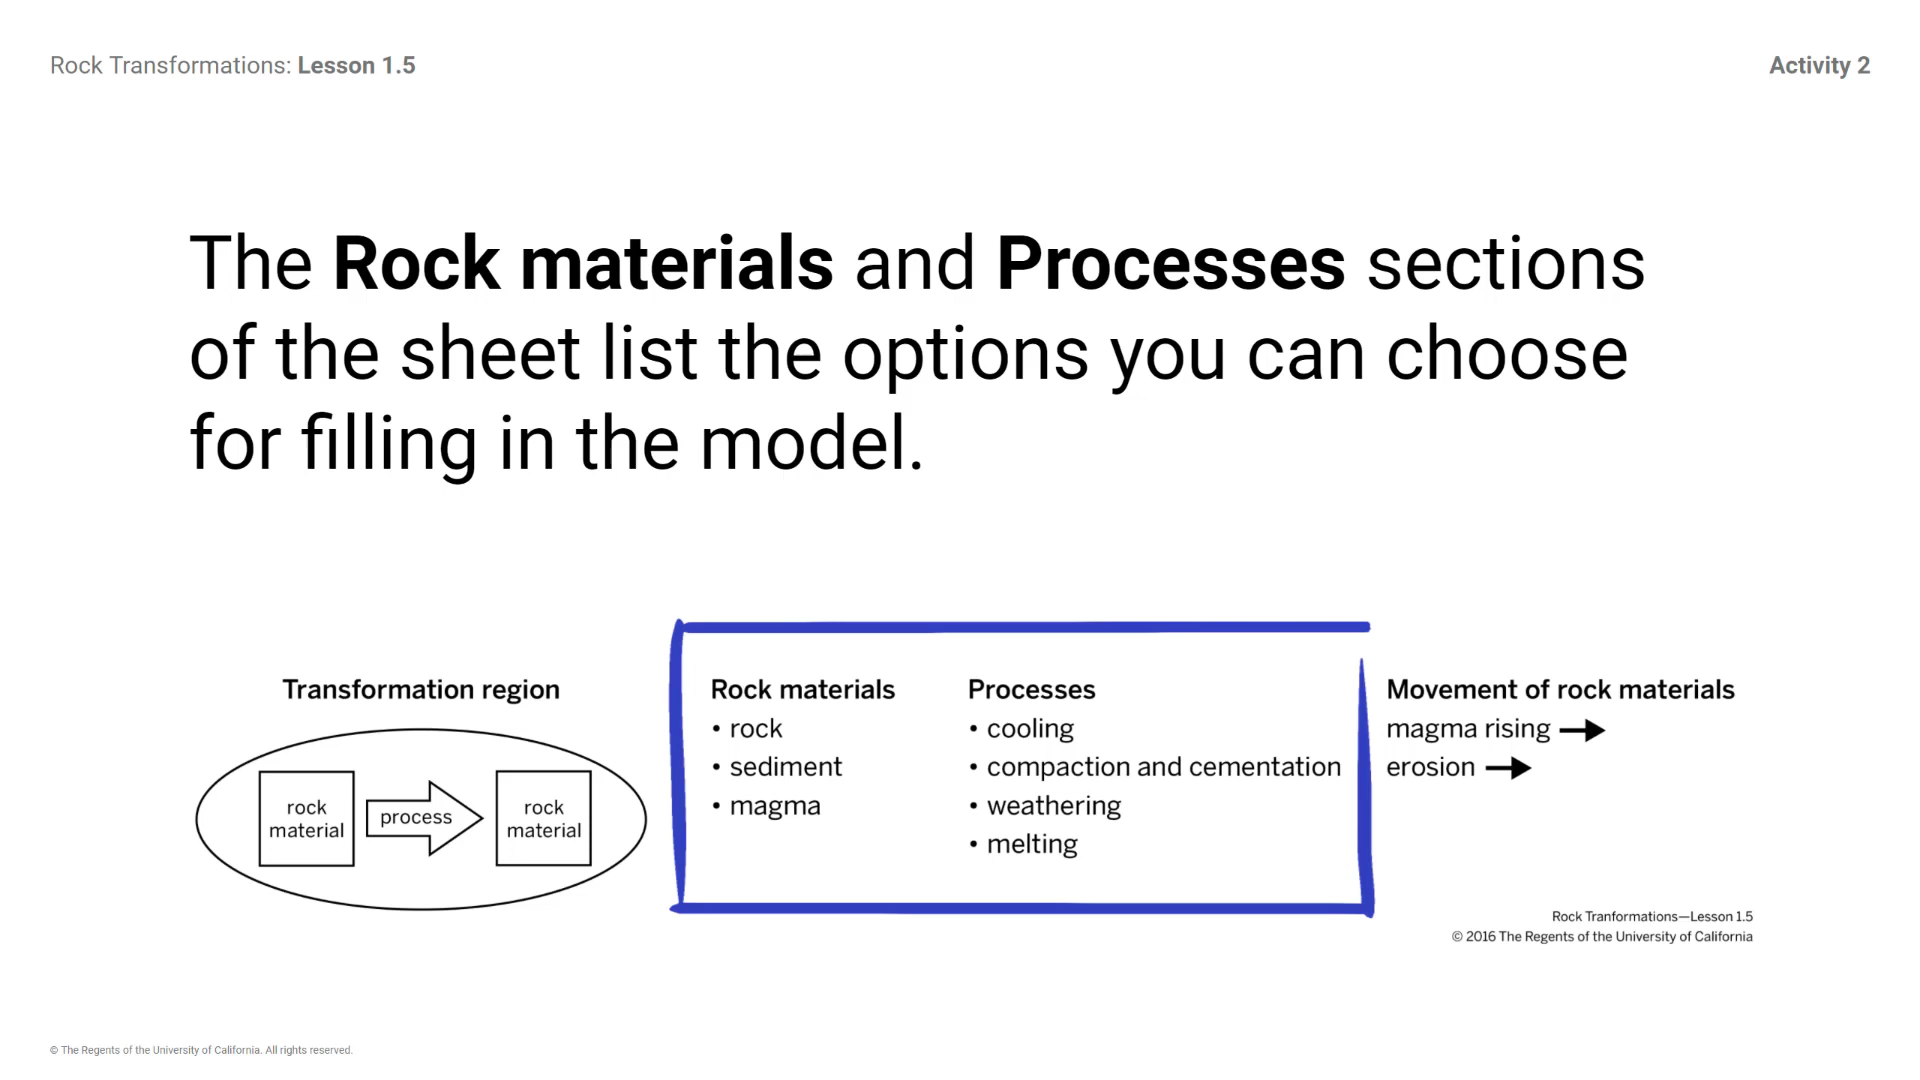 Rock Transformations: Lesson 1.5
Activity 2
The Rock materials and Processes sections
of the sheet list the options you can choose
for filling in the model.
Transformation region
rock
material
process
rock
material
Rock materials
• rock
• sediment
• magma
Processes
• cooling
• compaction and cementation
• weathering
• melting
Movement of rock materials
magma rising
erosion
Rock Tranformations—Lesson 1.5
© 2016 The Regents of the University of California
© The Regents of the University of California. All rights reserved.